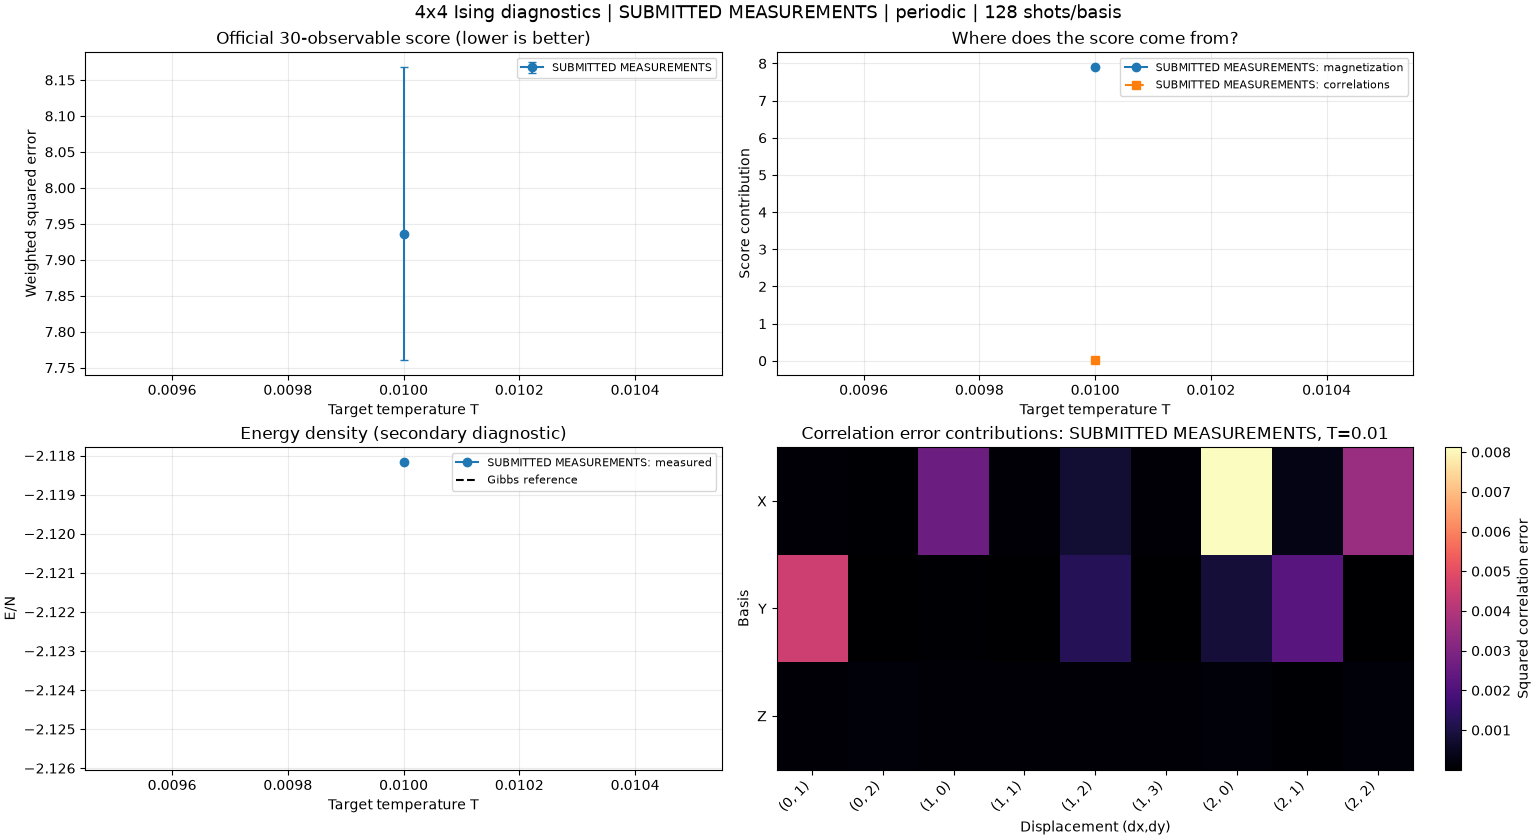 4x4 Ising diagnostics | SUBMITTED MEASUREMENTS | periodic | 128 shots/basis
Official 30-observable score (lower is better)
Weighted squared error
8.15
8.10
8.05
8.00
7.95
7.90
7.85
7.80
7.75
SUBMITTED MEASUREMENTS
0.0096
0.0098
0.0100
0.0102
0.0104
Target temperature T
Where does the score come from?
Score contribution
8
7
6
5
4
3
2
1
0
SUBMITTED MEASUREMENTS: magnetization
SUBMITTED MEASUREMENTS: correlations
0.0096
0.0098
0.0100
0.0102
0.0104
Target temperature T
Energy density (secondary diagnostic)
E/N
−2.118
−2.119
−2.120
−2.121
−2.122
−2.123
−2.124
−2.125
−2.126
SUBMITTED MEASUREMENTS: measured
Gibbs reference
0.0096
0.0098
0.0100
0.0102
0.0104
Target temperature T
Correlation error contributions: SUBMITTED MEASUREMENTS, T=0.01
Basis
X
Y
Z
(0, 1)
(0, 2)
(1, 0)
(1, 1)
(1, 2)
(1, 3)
(2, 0)
(2, 1)
(2, 2)
Displacement (dx,dy)
0.008
0.007
0.006
0.005
0.004
0.003
0.002
0.001
Squared correlation error